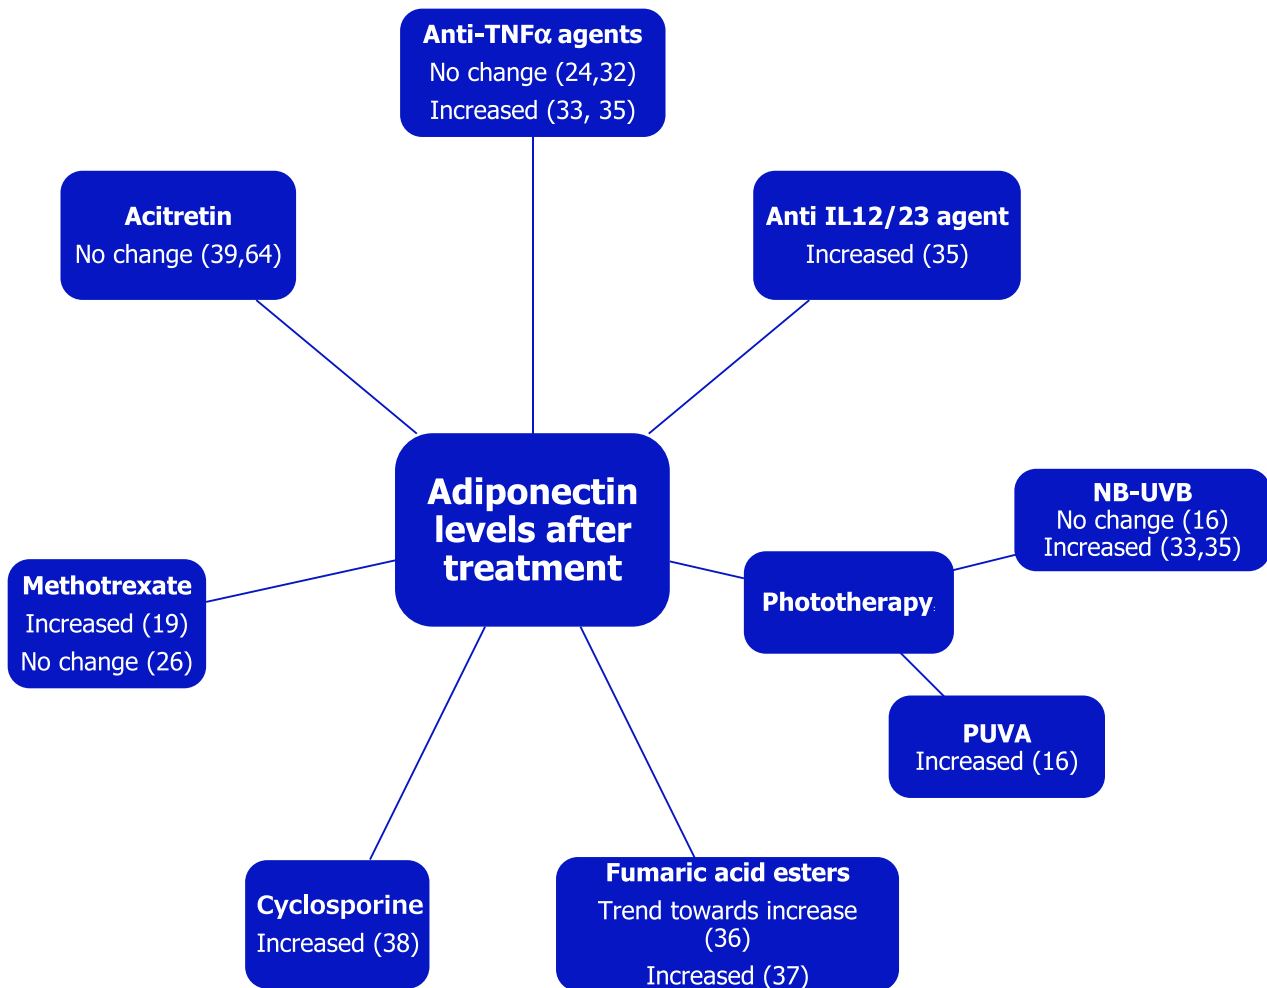 Anti-TNFα agents
No change (24,32)
Increased (33, 35)
Acitretin
No change (39,64)
Anti IL12/23 agent
Increased (35)
Adiponectin
levels after
treatment
NB-UVB
No change (16)
Increased (33,35)
Methotrexate
Increased (19)
No change (26)
Phototherapy:
PUVA
Increased (16)
Cyclosporine
Increased (38)
Fumaric acid esters
Trend towards increase
(36)
Increased (37)